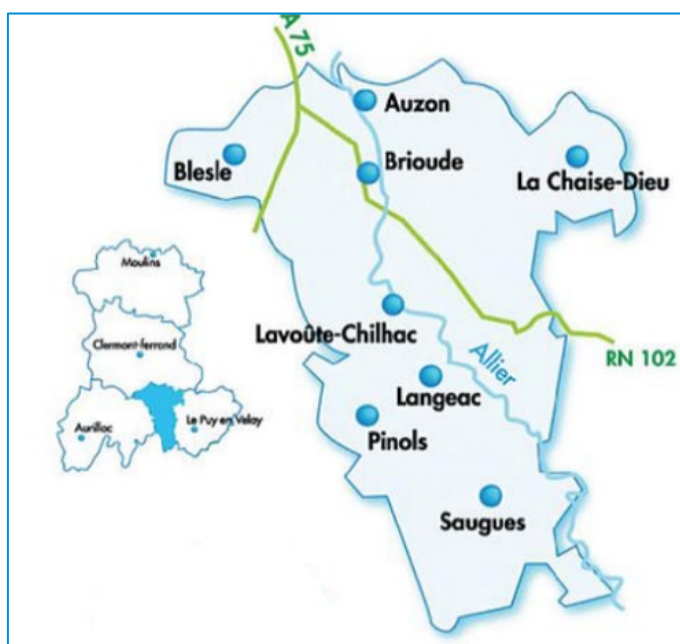 A 75
Auzon
Blesle
Brioude
La Chaise-Dieu
Moulins
Lavoûte-Chilhac
Clermont-ferrand
Allier
RN 102
Langeac
Aurillac
Le Puy en Velay
Pinols
Saugues